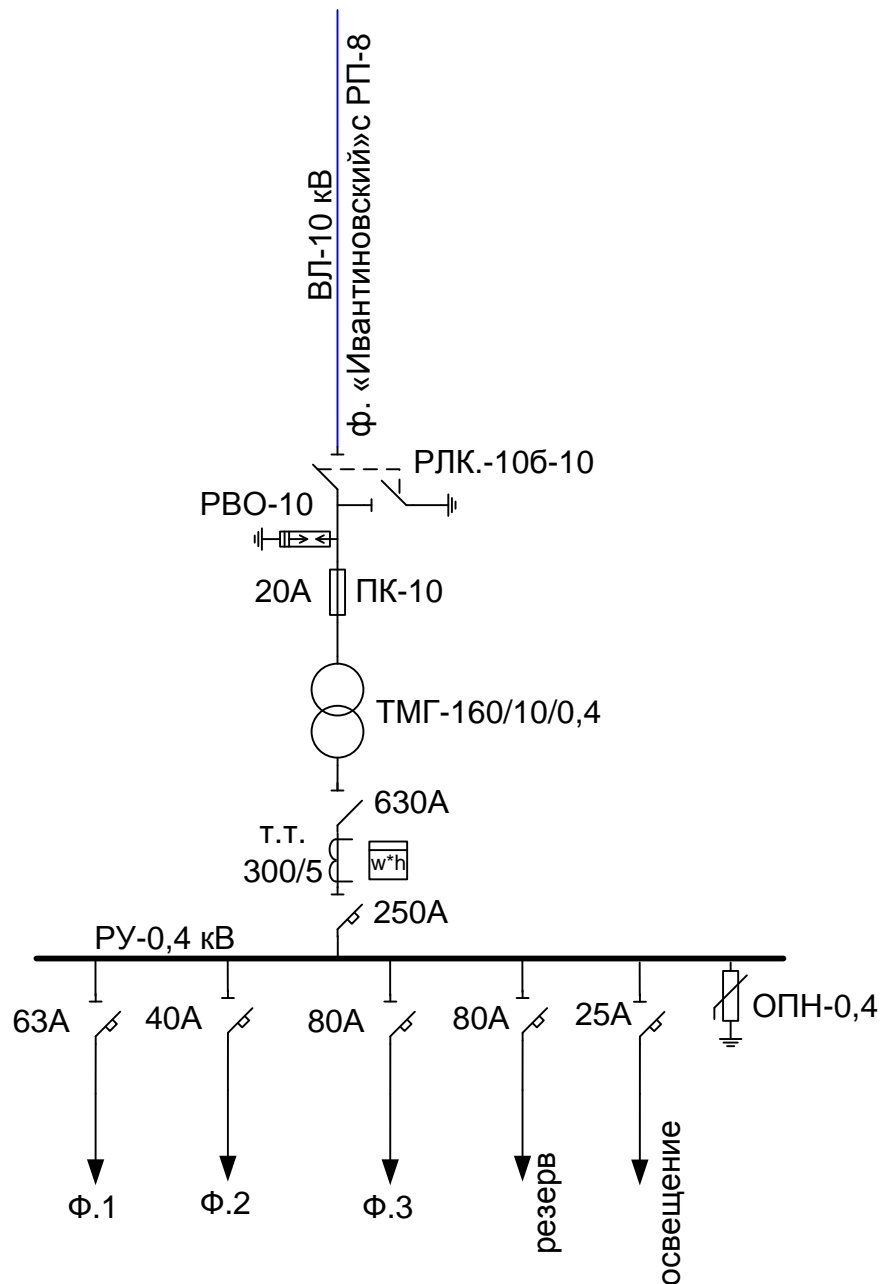 ВЛ-10 кВ
ф. «Ивантиновский»с РП-8
РЛК.-10б-10
РВО-10
20А
ПК-10
ТМГ-160/10/0,4
630А
т.т.
300/5
w*h
250А
РУ-0,4 кВ
63А
40А
80А
80А
25А
ОПН-0,4
Ф.1
Ф.2
Ф.3
резерв
освещение